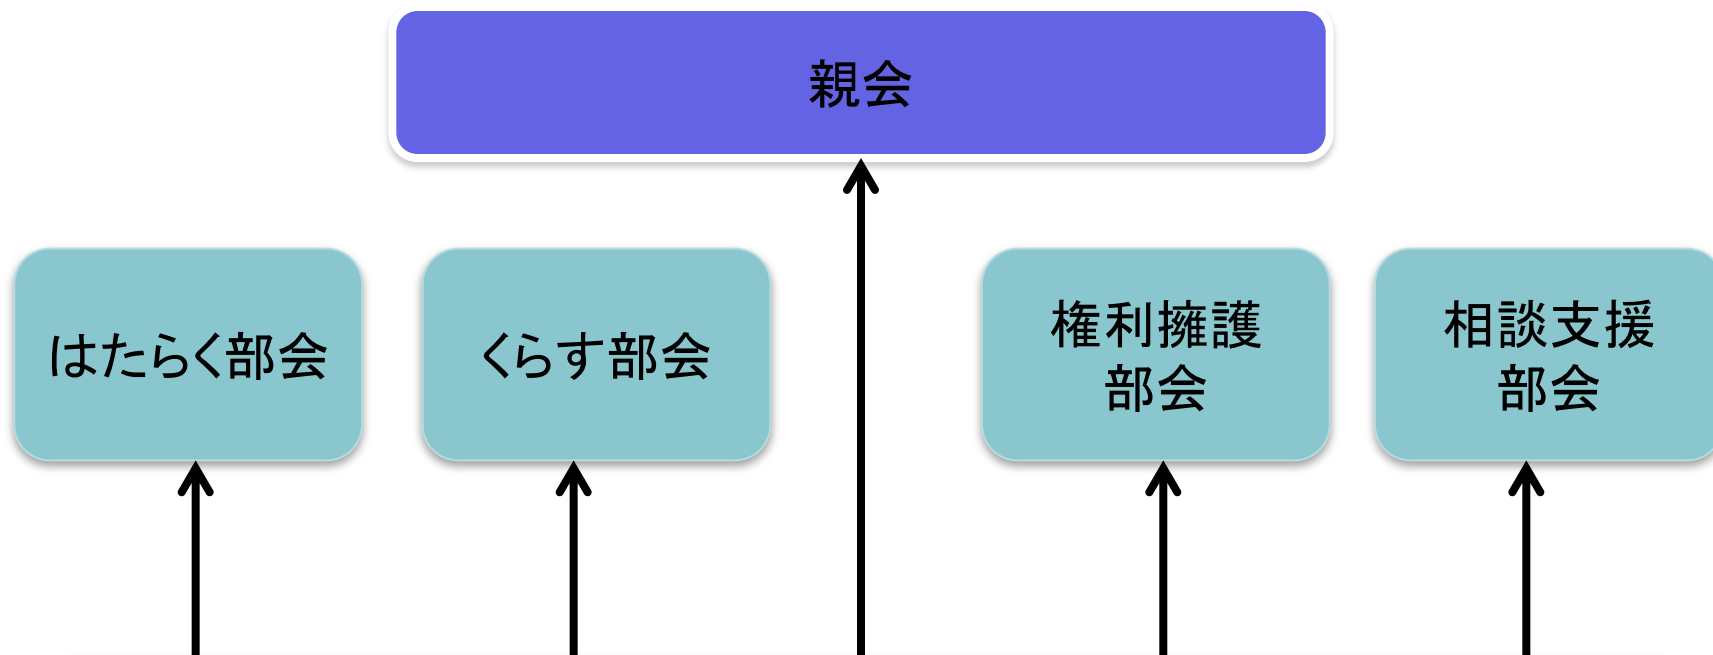 親会
はたらく部会
くらす部会
権利擁護
部会
相談支援
部会